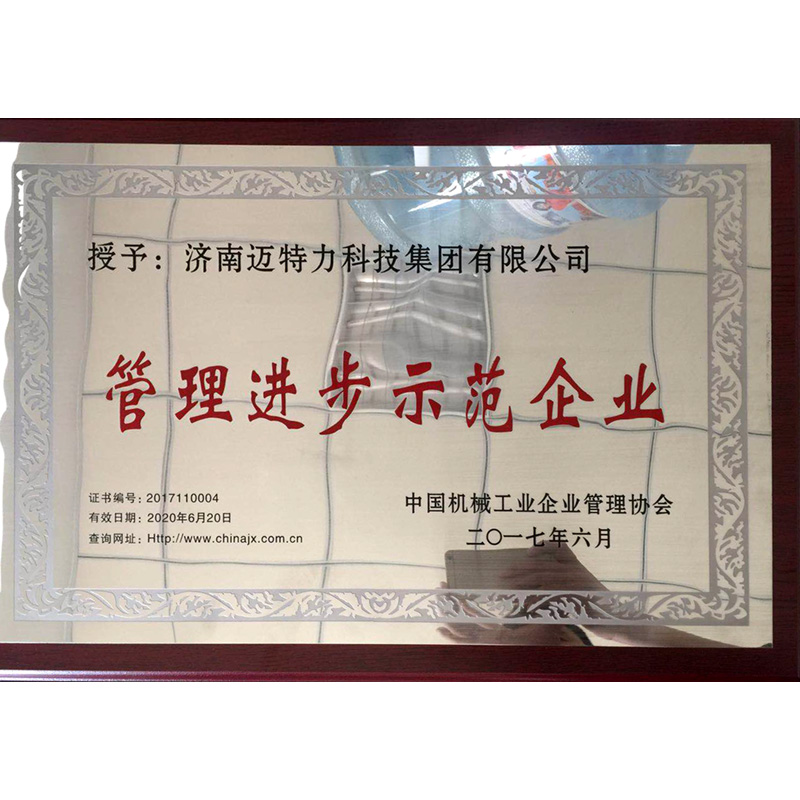 授予：济南迈特力科技集团有限公司
管理进步示范企业
证书编号：2017110004
有效日期：2020年6月20日
查询网址：Http://www.chinajx.com.cn
中国机械工业企业管理协会
二〇一七年六月